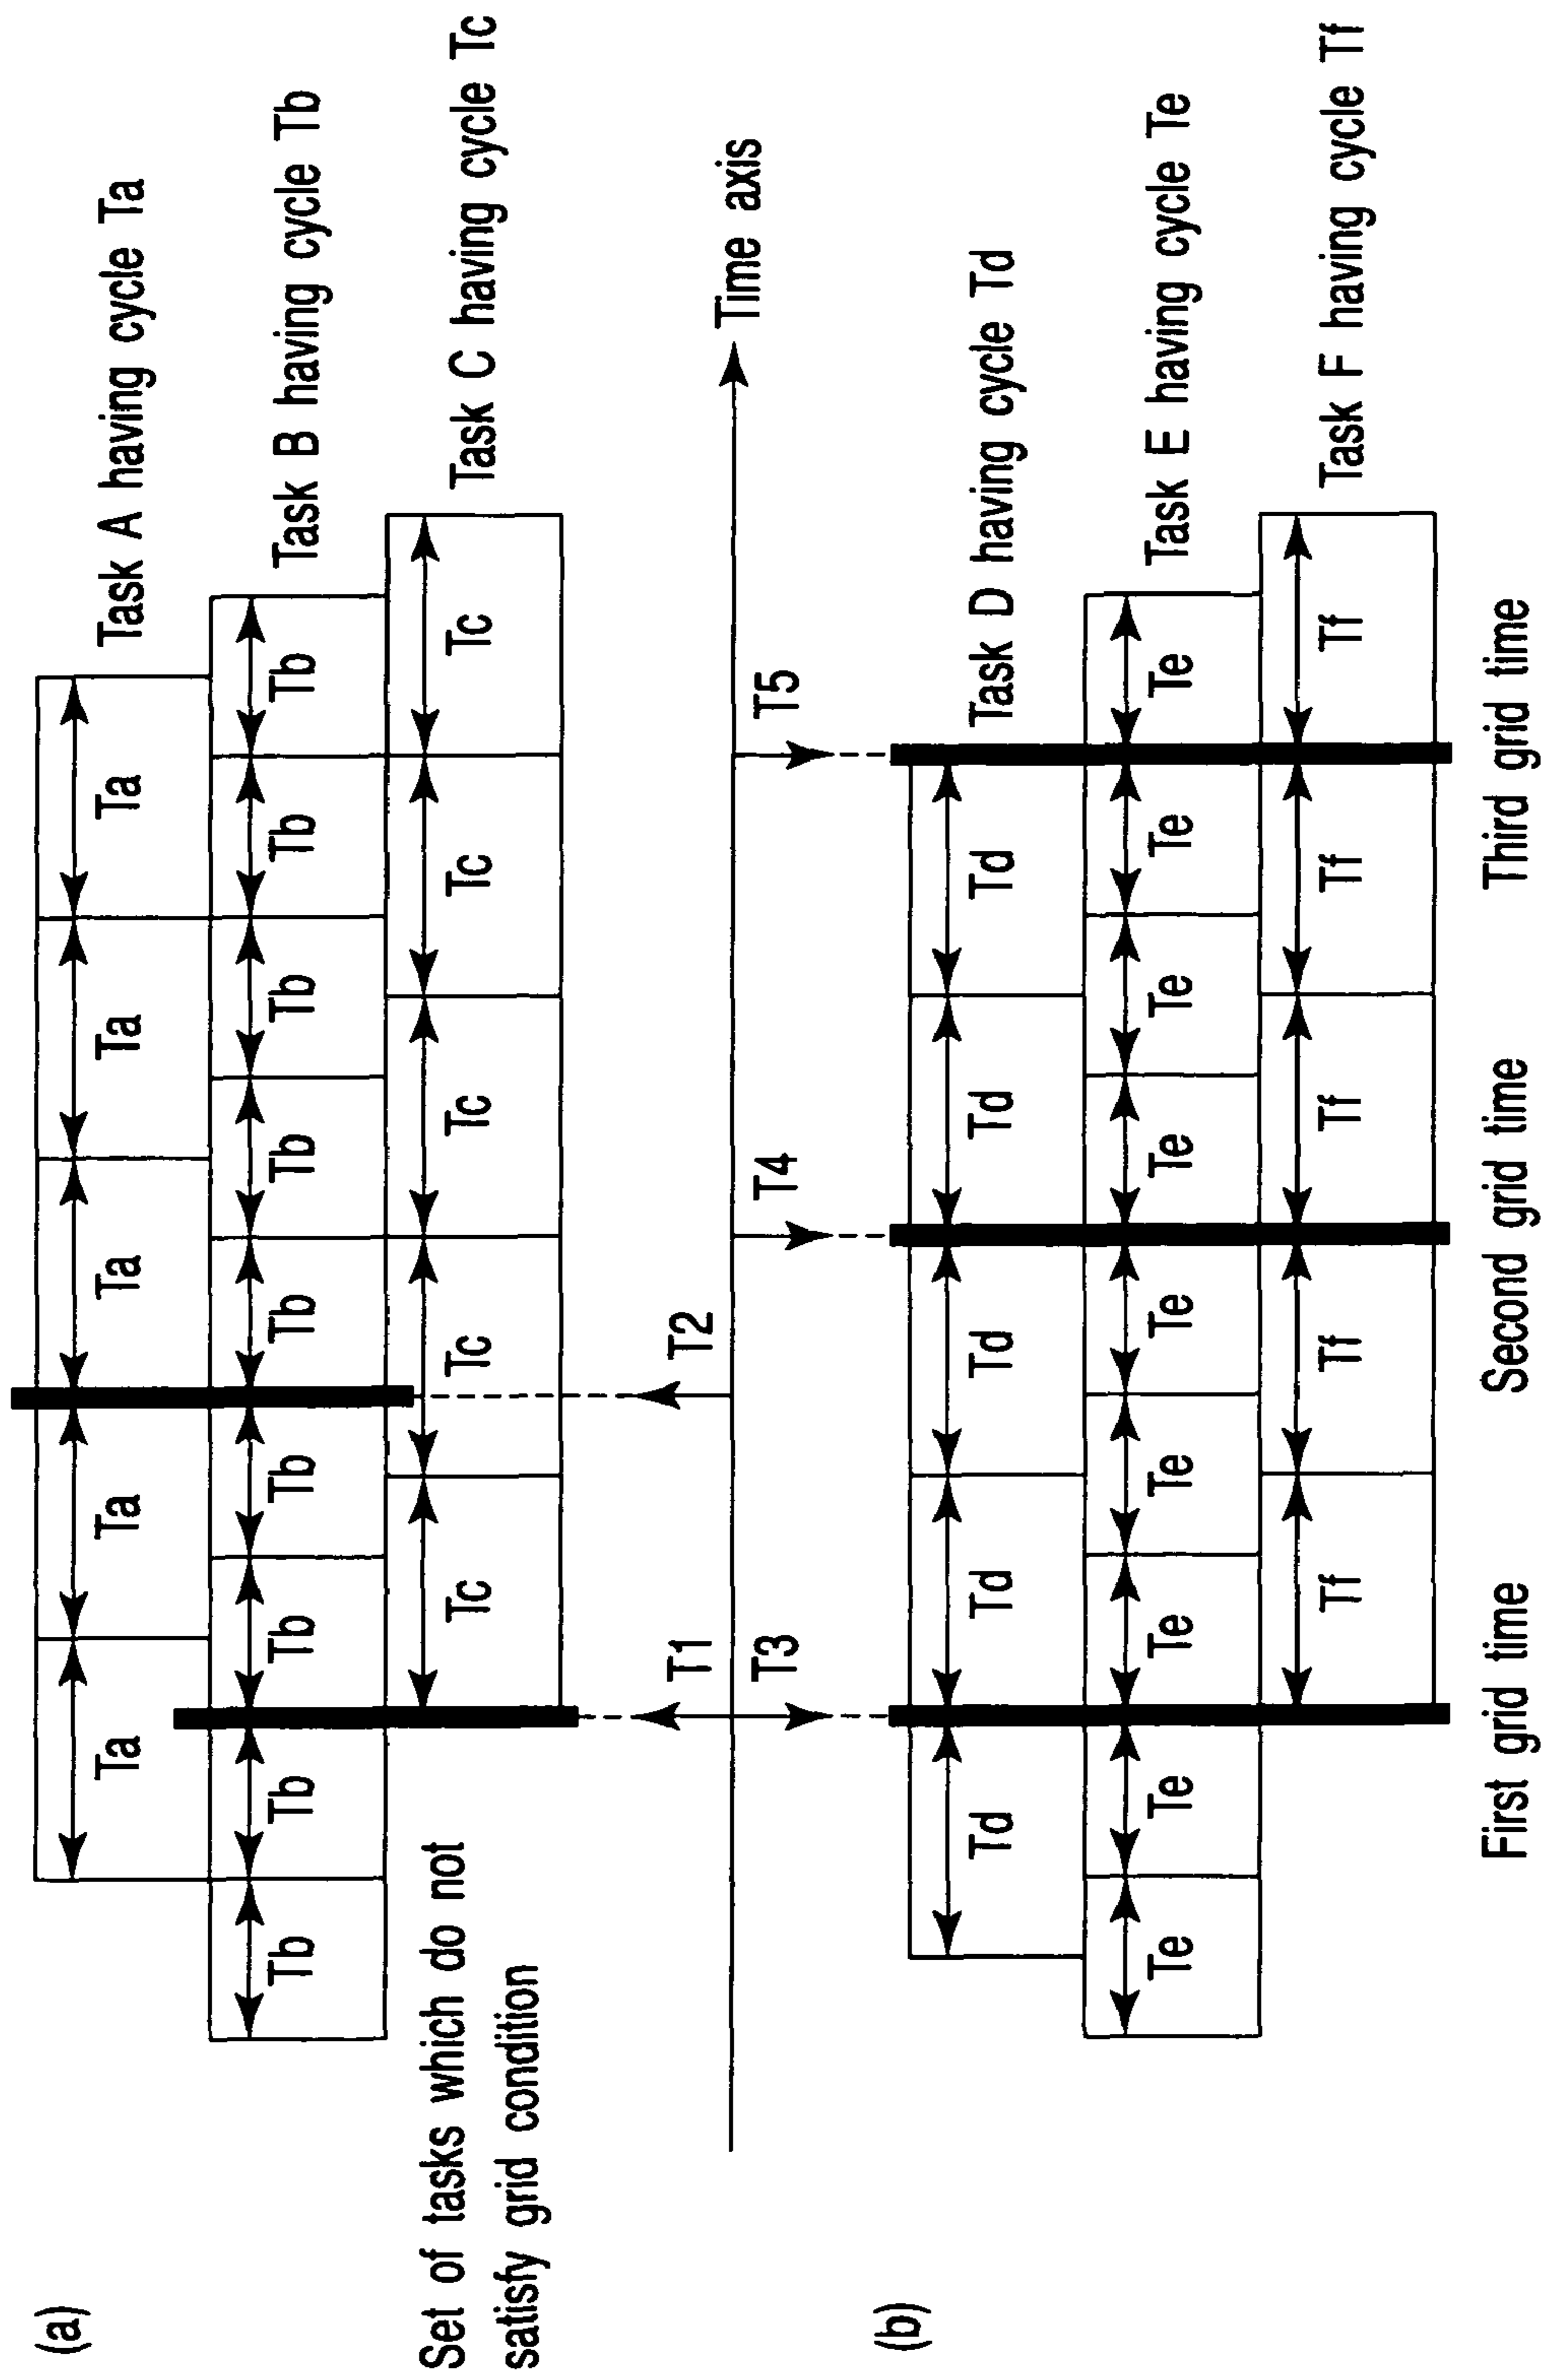 (a)
Task A having cycle Ta
Ta Ta Ta Ta Ta
Task B having cycle Tb
Tb Tb Tb Tb Tb Tb Tb Tb Tb
Task C having cycle Tc
Tc Tc Tc Tc Tc
Set of tasks which do not
satisfy grid condition
T1 T2
Time axis
T3 T4 T5
(b)
Task D having cycle Td
Td Td Td Td Td
Task E having cycle Te
Te Te Te Te Te Te Te Te Te
Task F having cycle Tf
Tf Tf Tf Tf Tf
First grid time Second grid time Third grid time